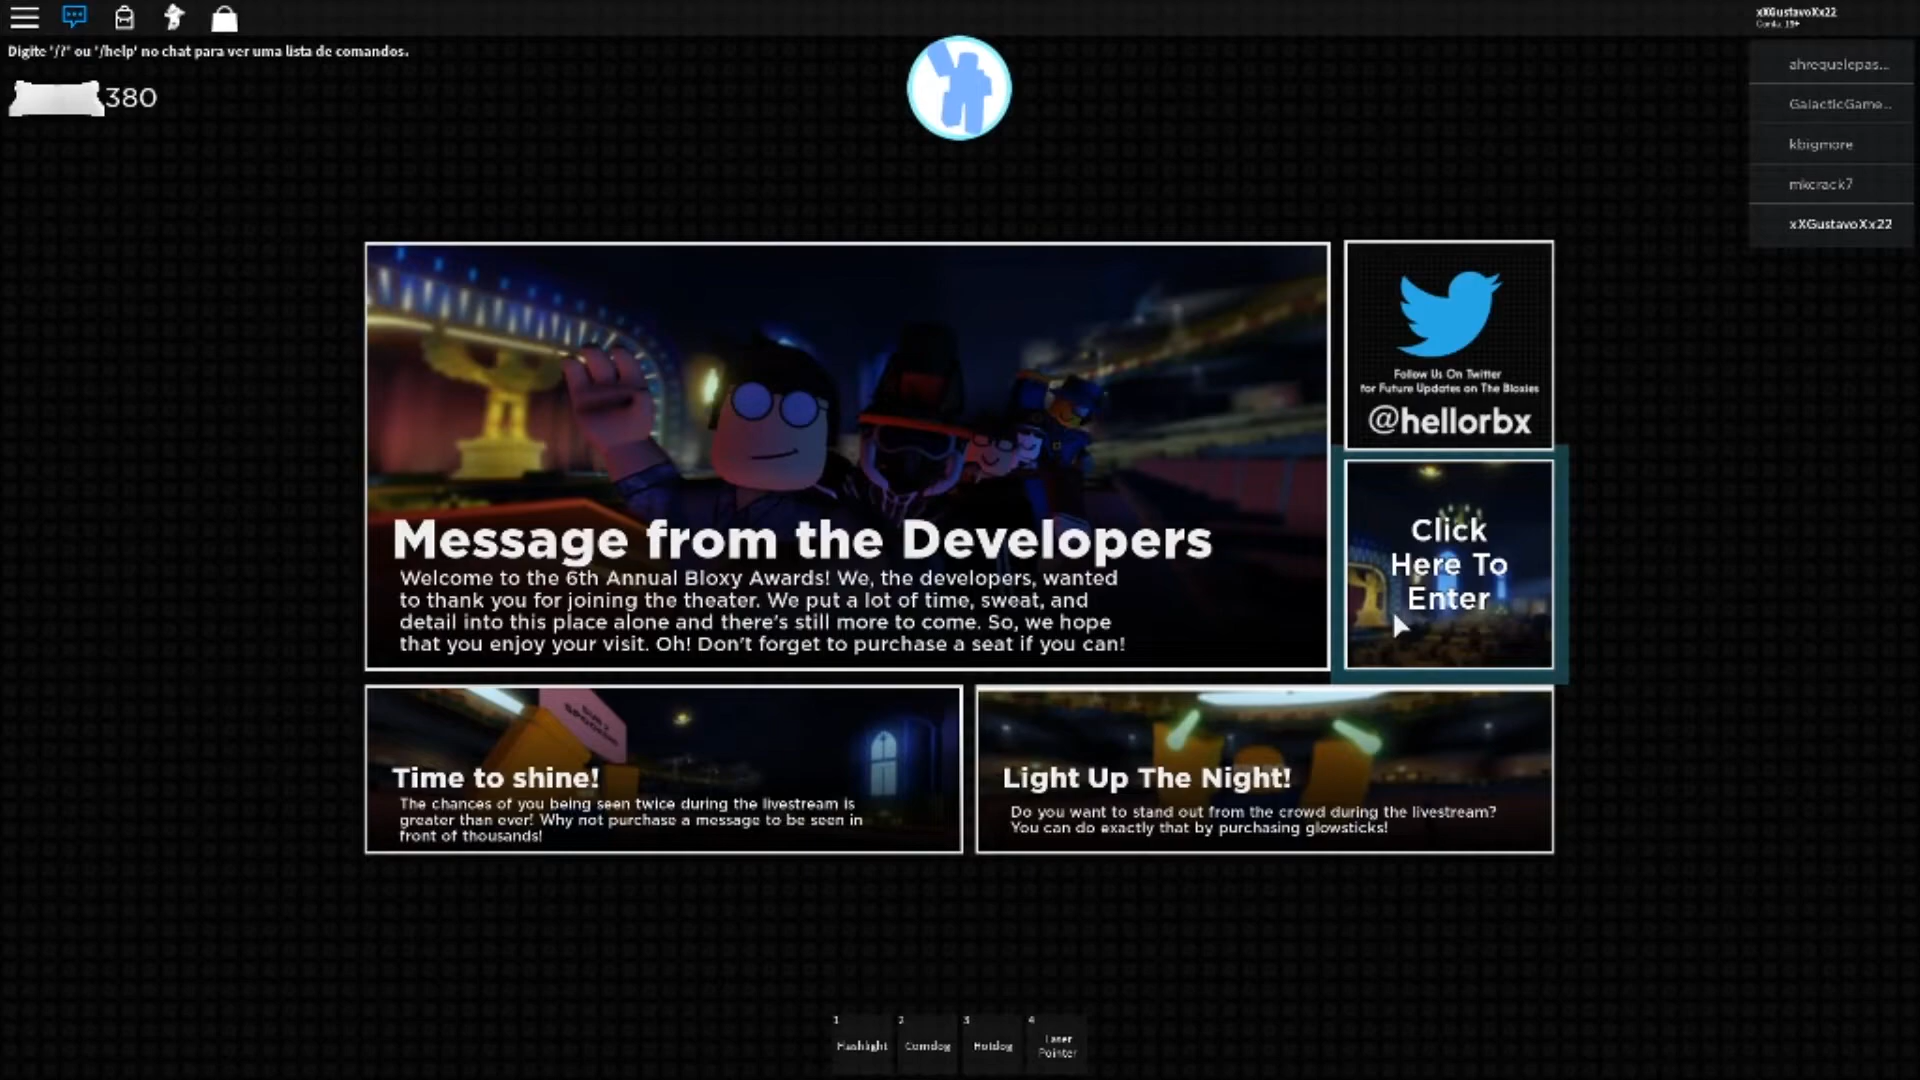 xXGustavoXx22
Digite '/?' ou '/help' no chat para ver uma lista de comandos.
380
ahrequelepas...
GalacticGame...
kbigmore
mkcrack7
xXGustavoXx22
Follow Us On Twitter
for Future Updates on The Bloxies
@hellorbx
Click
Here To
Enter
Message from the Developers
Welcome to the 6th Annual Bloxy Awards! We, the developers, wanted
to thank you for joining the theater. We put a lot of time, sweat, and
detail into this place alone and there's still more to come. So, we hope
that you enjoy your visit. Oh! Don't forget to purchase a seat if you can!
Time to shine!
The chances of you being seen twice during the livestream is
greater than ever! Why not purchase a message to be seen in
front of thousands!
Light Up The Night!
Do you want to stand out from the crowd during the livestream?
You can do exactly that by purchasing glowsticks!
1
Flashlight
2
Corndog
3
Hotdog
4
Laser
Pointer